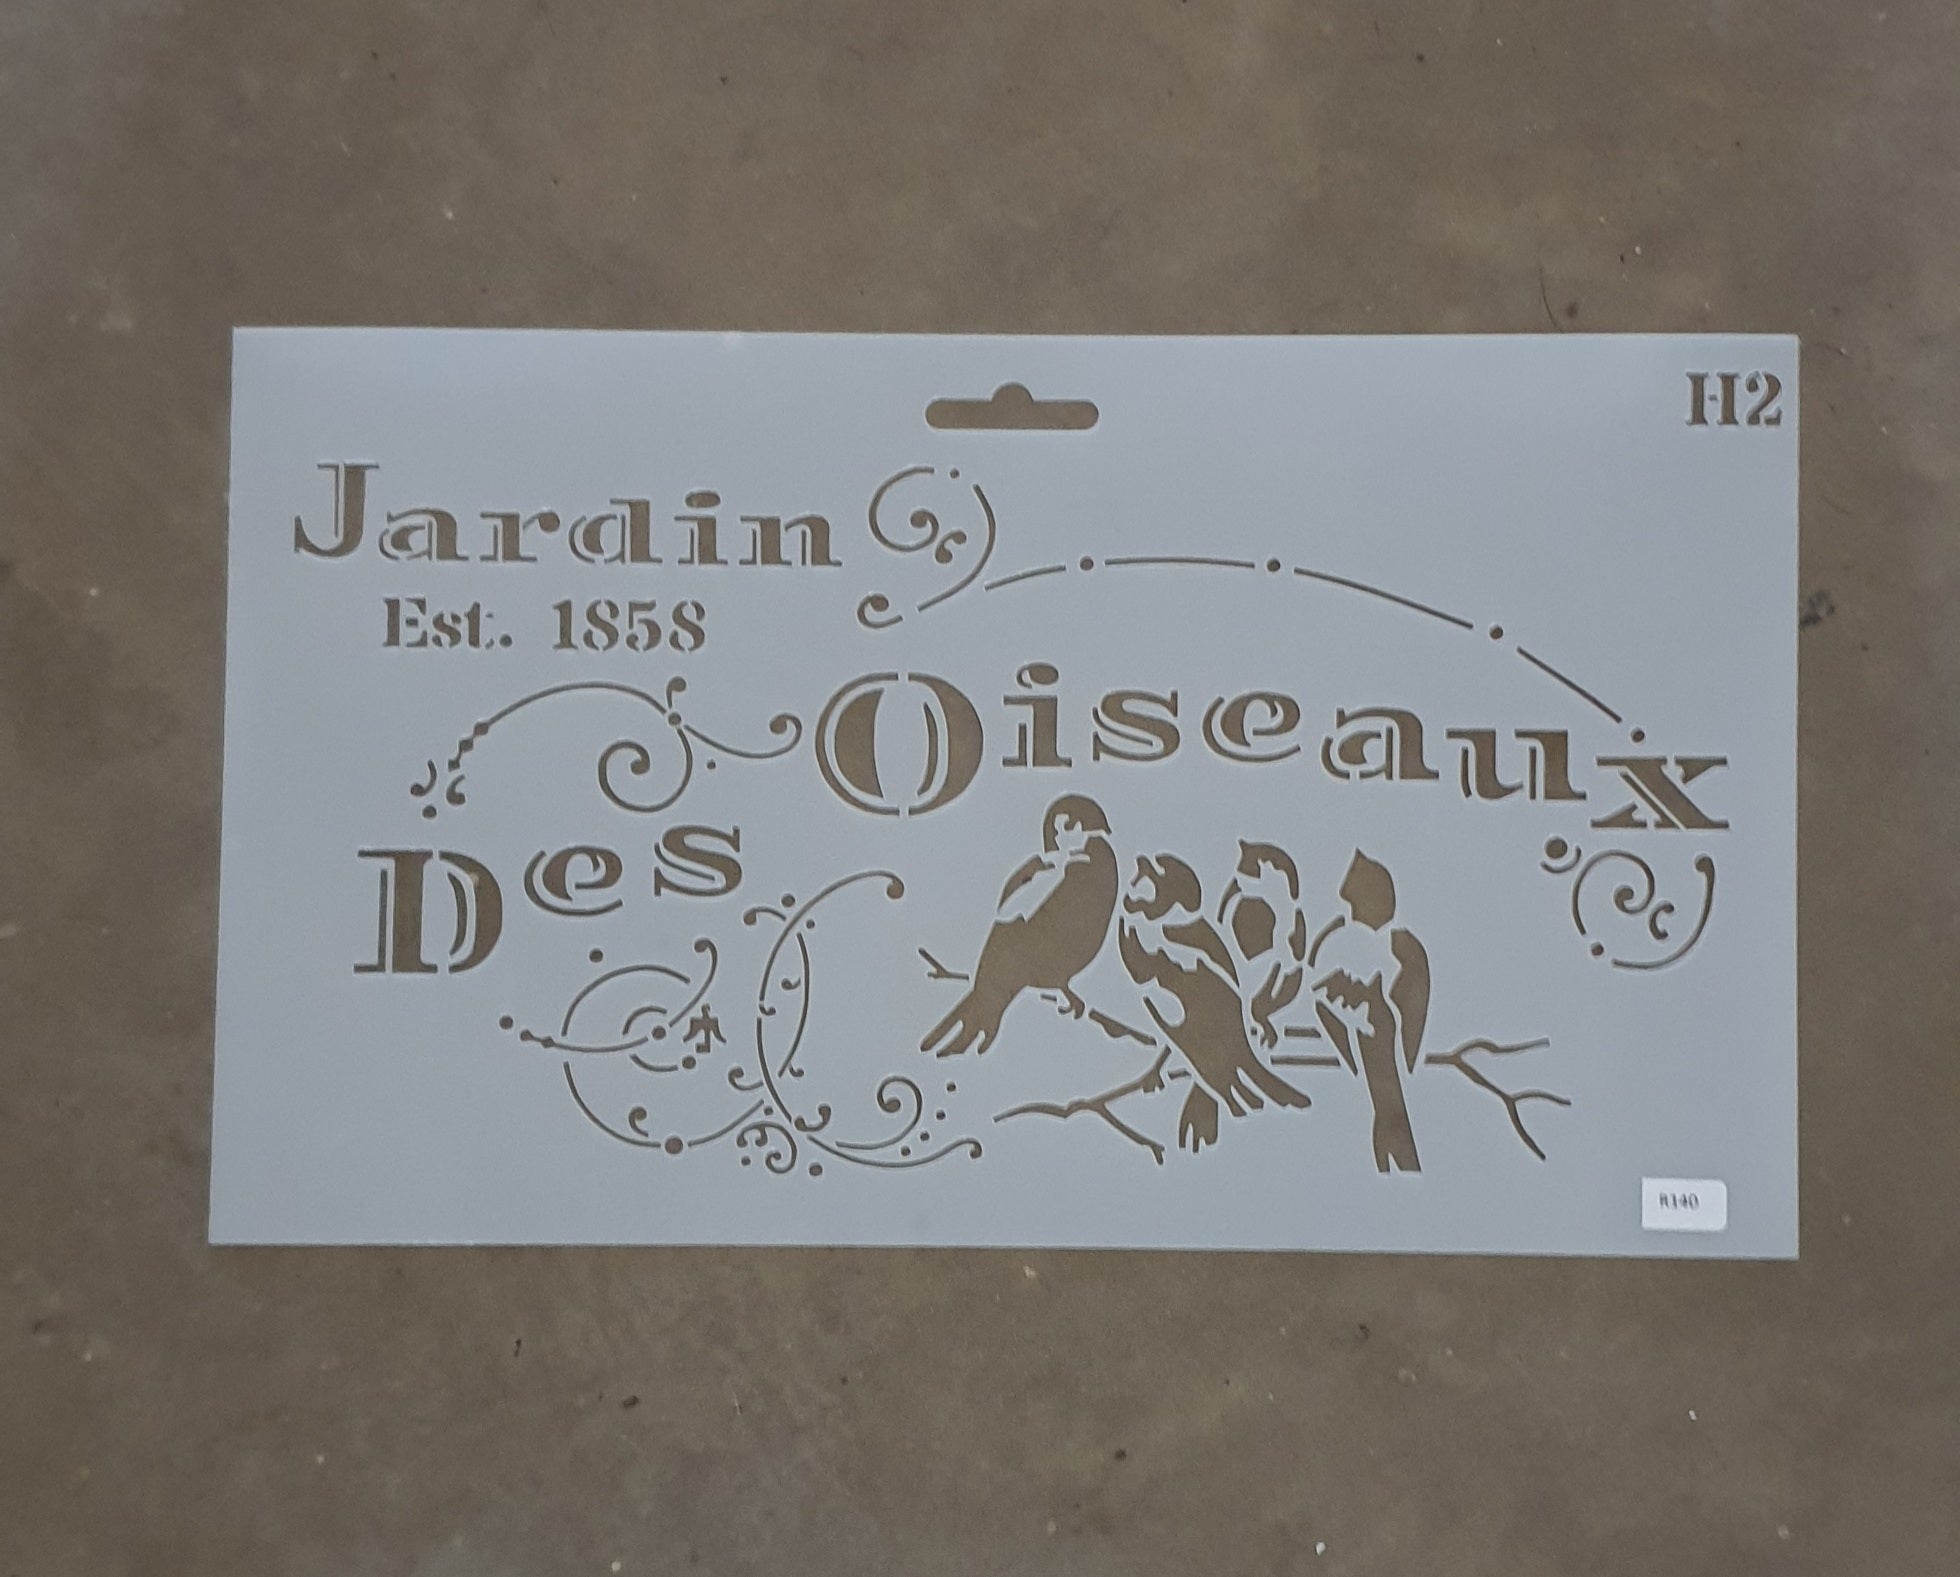 H2
Jardin
Est. 1858
Des Oiseaux
R140